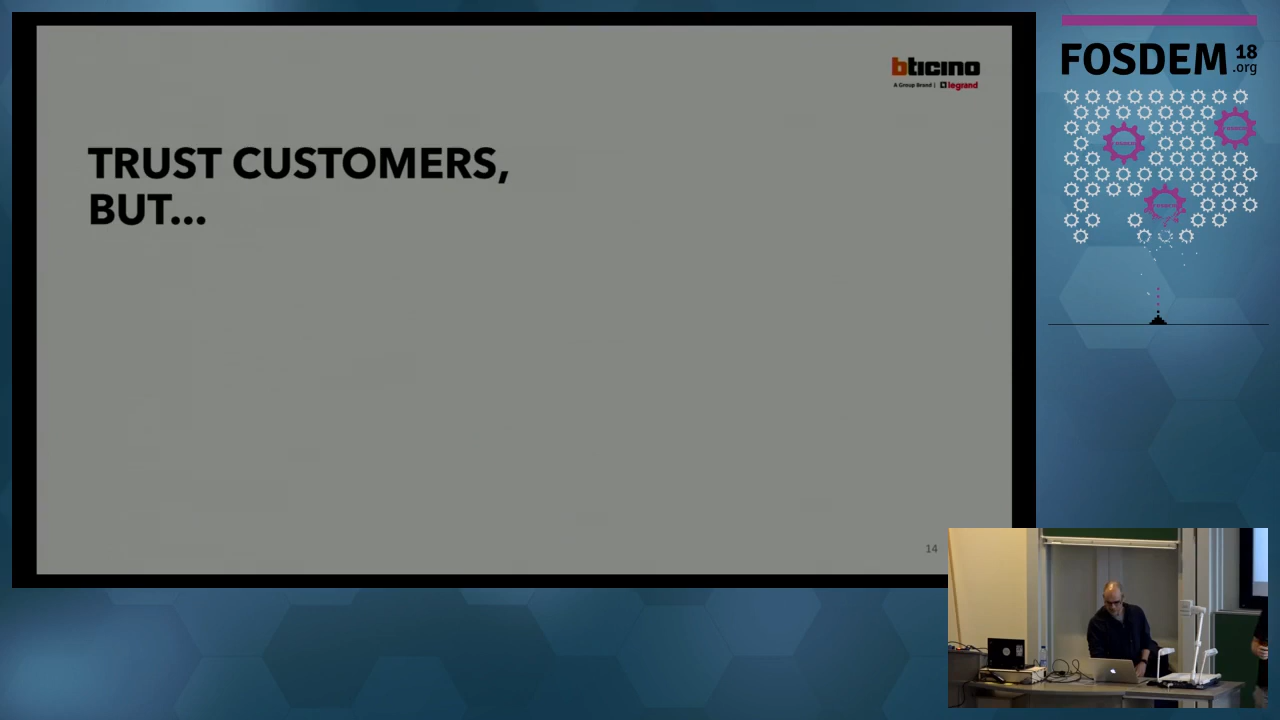 bticino
A Group Brand | legrand
TRUST CUSTOMERS,
BUT...
14
FOSDEM 18
.org